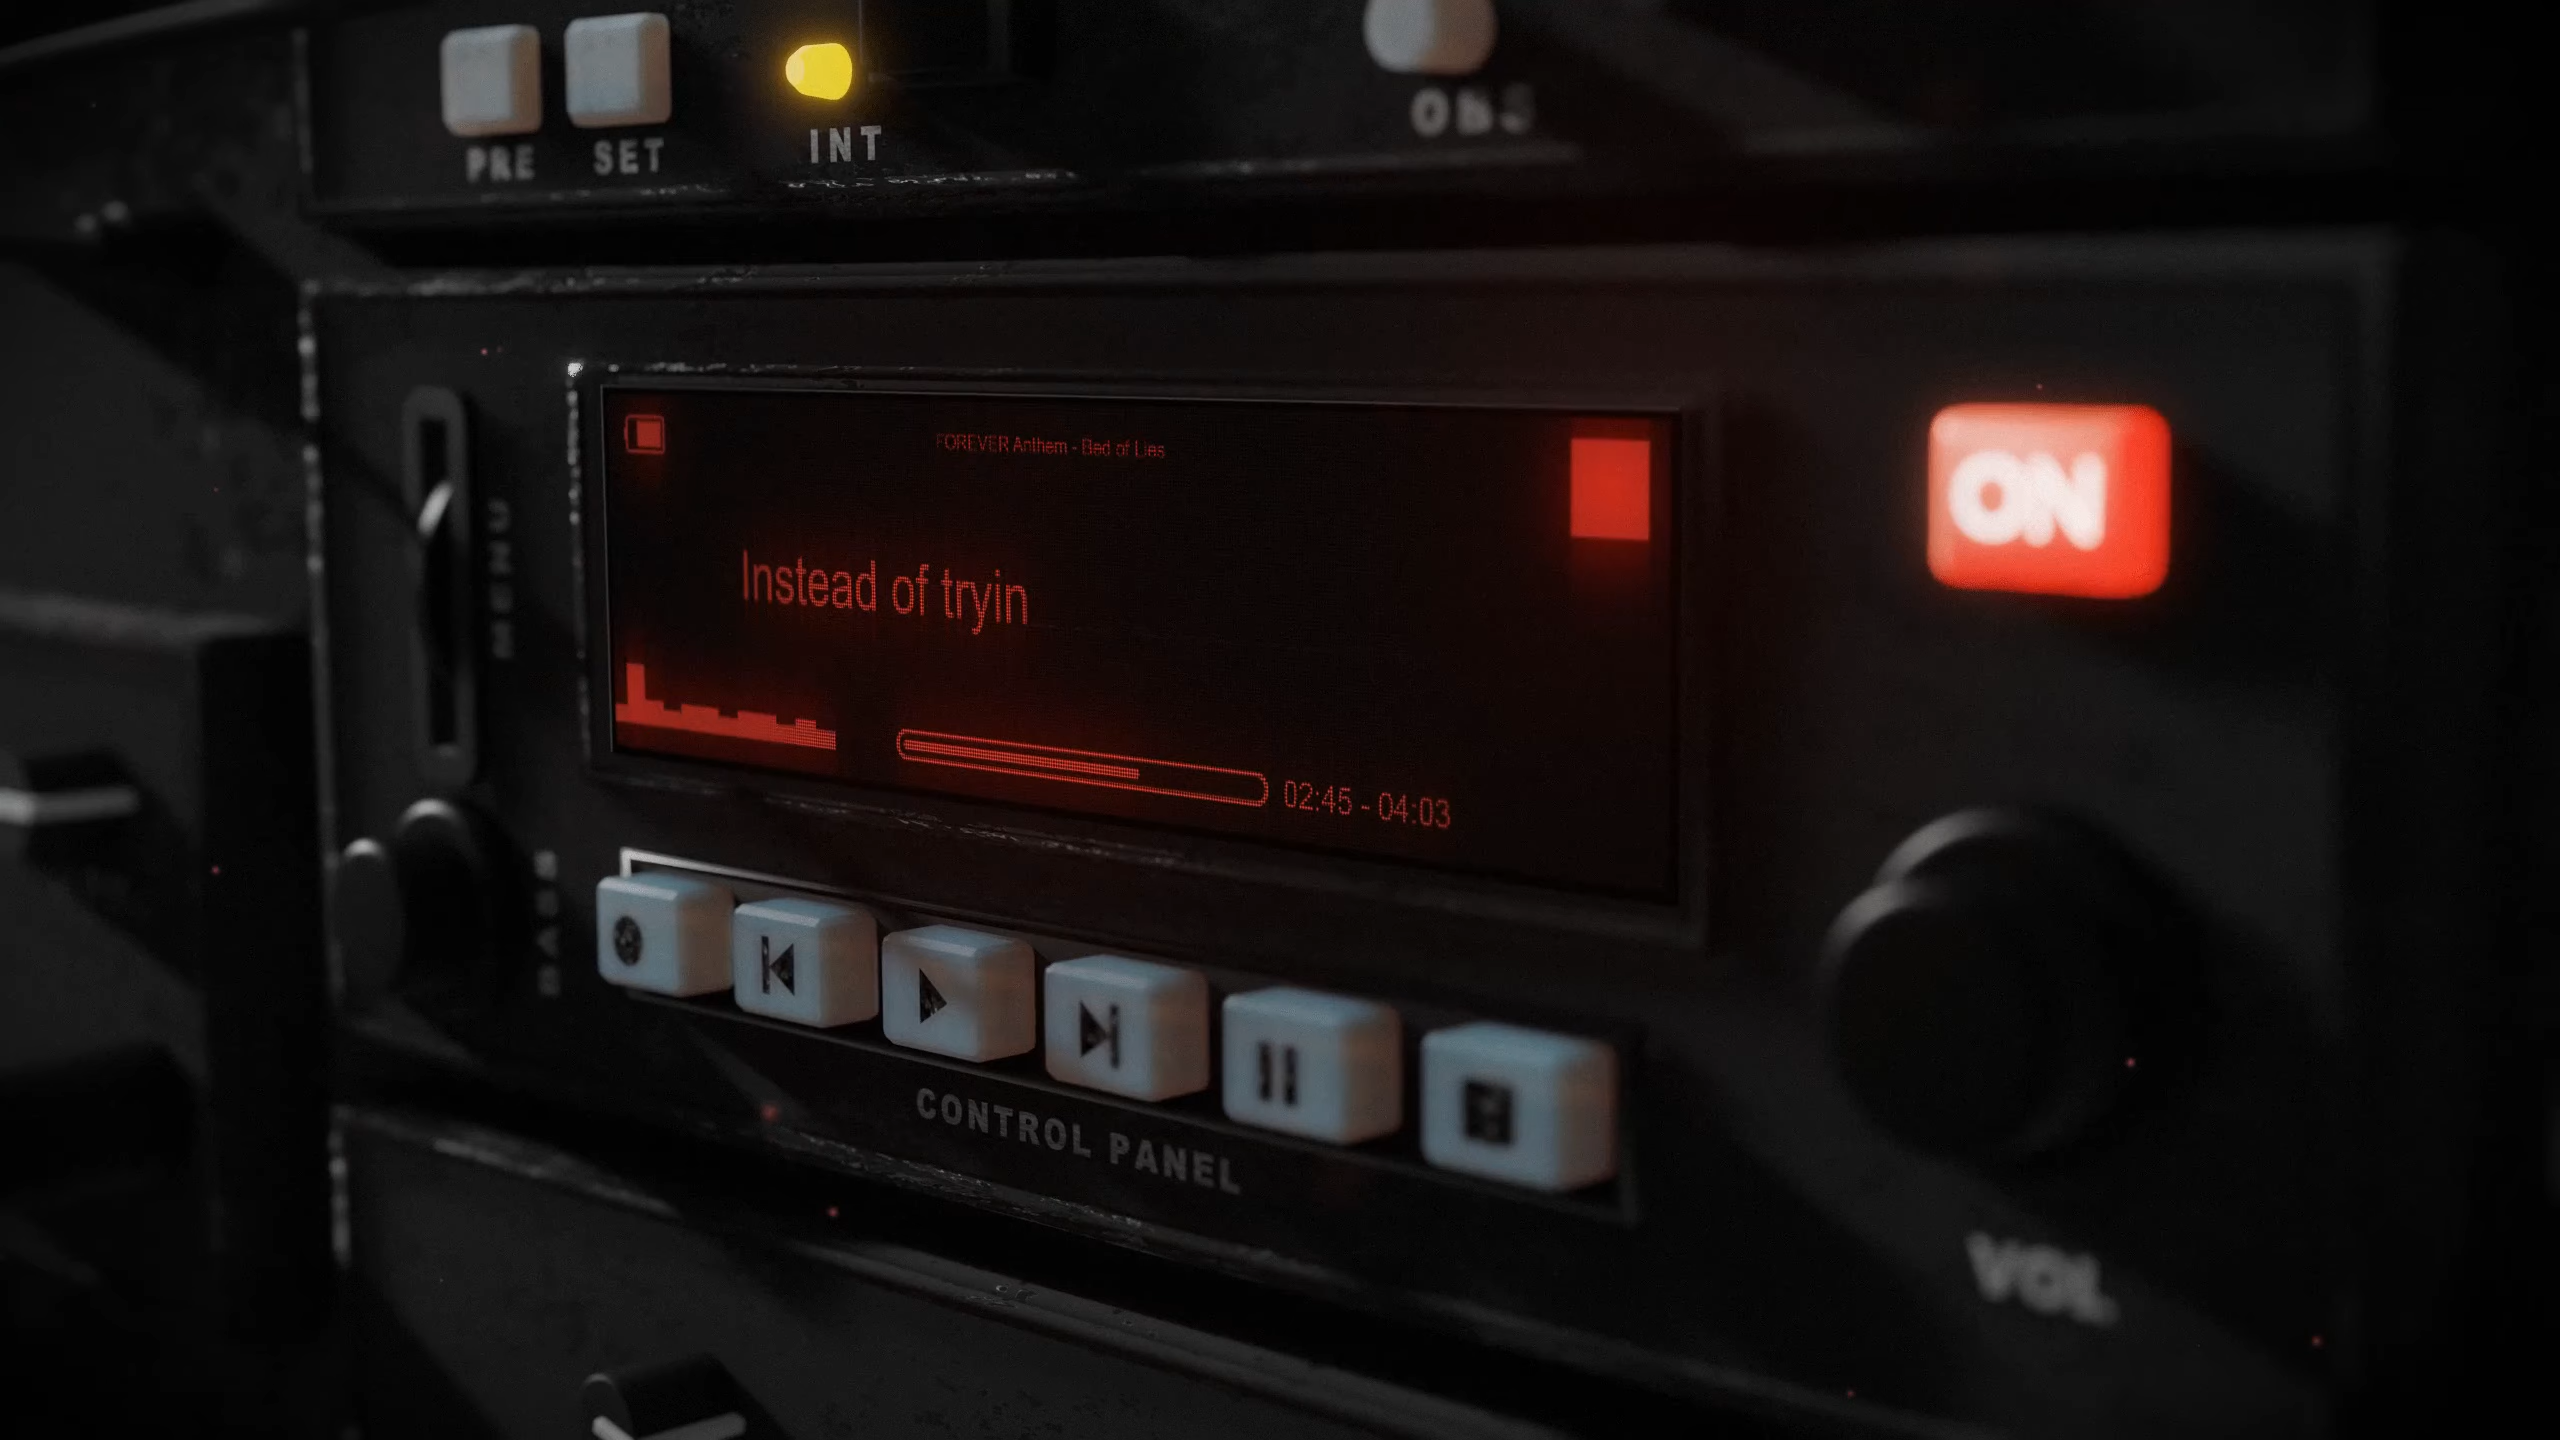 PRE
SET
INT
FOREVER Anthem - Bed of Lies
ON
Instead of tryin
MENU
02:45 - 04:03
BASE
CONTROL PANEL
VOL